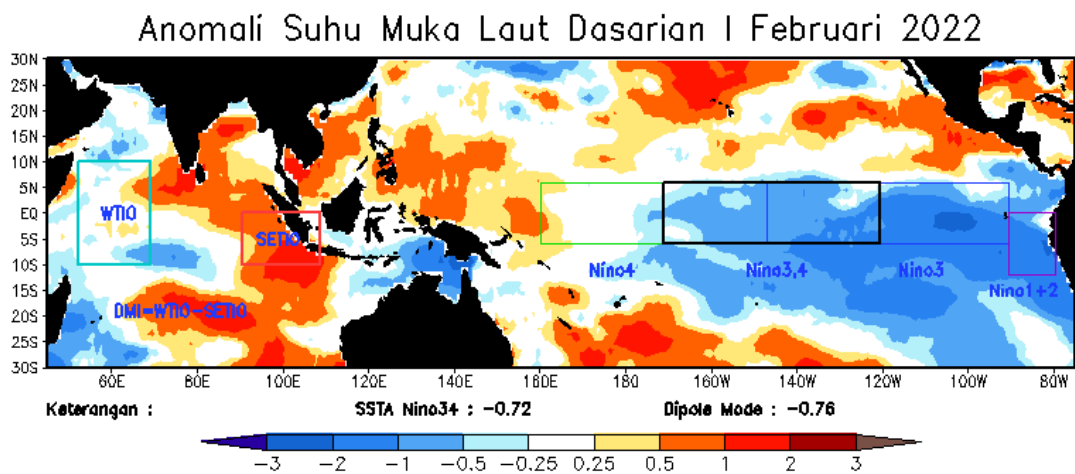 Anomali Suhu Muka Laut Dasarian I Februari 2022
30N
25N
20N
15N
10N
5N
EQ
5S
10S
15S
20S
25S
30S
WTIO
SETIO
DMI=WTIO-SETIO
Nino4
Nino3,4
Nino3
Nino1+2
60E 80E 100E 120E 140E 160E 180 160W 140W 120W 100W 80W
Keterangan : SSTA Nino34 : -0.72 Dipole Mode : -0.76
-3 -2 -1 -0.5 -0.25 0.25 0.5 1 2 3